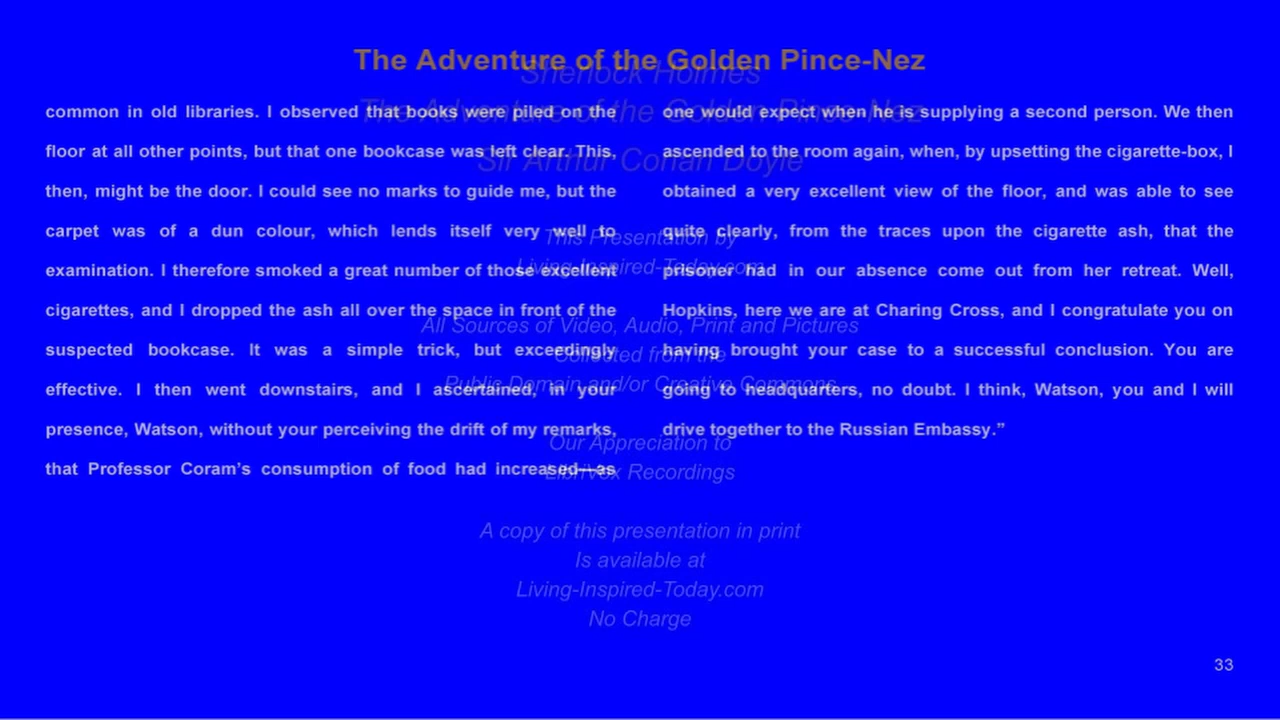 The Adventure of the Golden Pince-Nez
common in old libraries. I observed that books were piled on the
floor at all other points, but that one bookcase was left clear. This,
then, might be the door. I could see no marks to guide me, but the
carpet was of a dun colour, which lends itself very well to
examination. I therefore smoked a great number of those excellent
cigarettes, and I dropped the ash all over the space in front of the
suspected bookcase. It was a simple trick, but exceedingly
effective. I then went downstairs, and I ascertained, in your
presence, Watson, without your perceiving the drift of my remarks,
that Professor Coram’s consumption of food had increased—as
one would expect when he is supplying a second person. We then
ascended to the room again, when, by upsetting the cigarette-box, I
obtained a very excellent view of the floor, and was able to see
quite clearly, from the traces upon the cigarette ash, that the
prisoner had in our absence come out from her retreat. Well,
Hopkins, here we are at Charing Cross, and I congratulate you on
having brought your case to a successful conclusion. You are
going to headquarters, no doubt. I think, Watson, you and I will
drive together to the Russian Embassy.”
Sherlock Holmes
The Adventure of the Golden Pince-Nez
Sir Arthur Conan Doyle
This Presentation by
Living-Inspired-Today.com
All Sources of Video, Audio, Print and Pictures
Collected from the
Public Domain and/or Creative Commons
Our Appreciation to
LibriVox Recordings
A copy of this presentation in print
Is available at
Living-Inspired-Today.com
No Charge
33